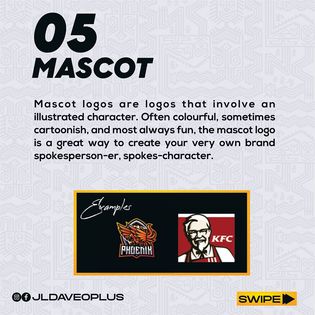 05
MASCOT
Mascot logos are logos that involve an
illustrated character. Often colourful, sometimes
cartoonish, and most always fun, the mascot logo
is a great way to create your very own brand
spokesperson-er, spokes-character.
Examples
PHOENIX
KFC
JLDAVEOPLUS
SWIPE